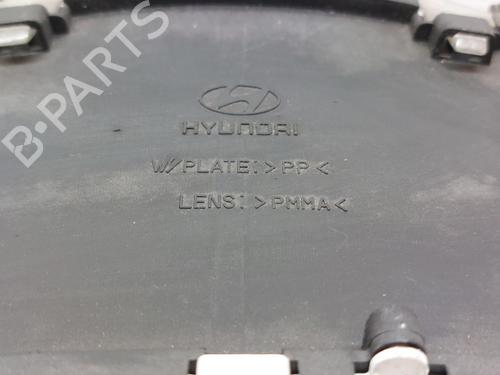 B-PARTS
HYUNDAI
W/PLATE:>PP<
LENS:>PMMA<